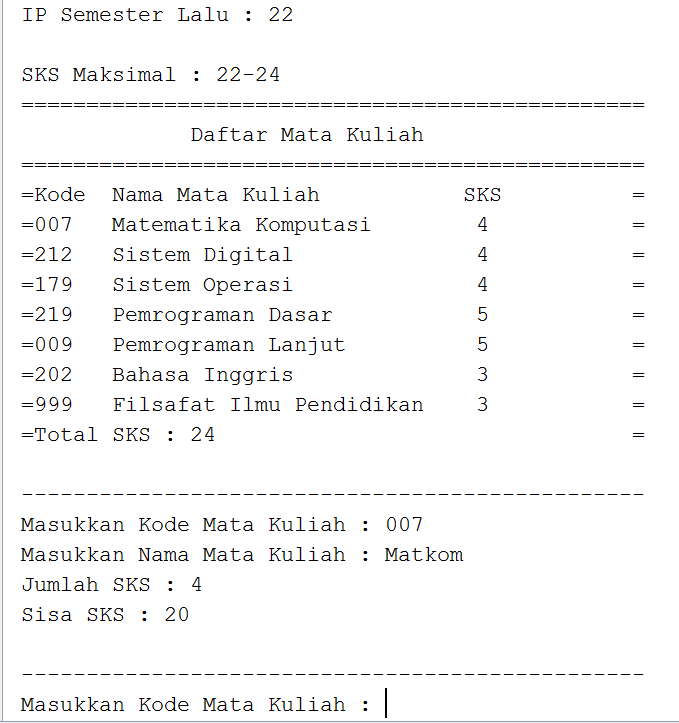 IP Semester Lalu : 22
SKS Maksimal : 22-24
================================================
Daftar Mata Kuliah
================================================
=Kode  Nama Mata Kuliah           SKS          =
=007   Matematika Komputasi        4           =
=212   Sistem Digital              4           =
=179   Sistem Operasi              4           =
=219   Pemrograman Dasar           5           =
=009   Pemrograman Lanjut          5           =
=202   Bahasa Inggris              3           =
=999   Filsafat Ilmu Pendidikan    3           =
=Total SKS : 24                                =
------------------------------------------------
Masukkan Kode Mata Kuliah : 007
Masukkan Nama Mata Kuliah : Matkom
Jumlah SKS : 4
Sisa SKS : 20
------------------------------------------------
Masukkan Kode Mata Kuliah :